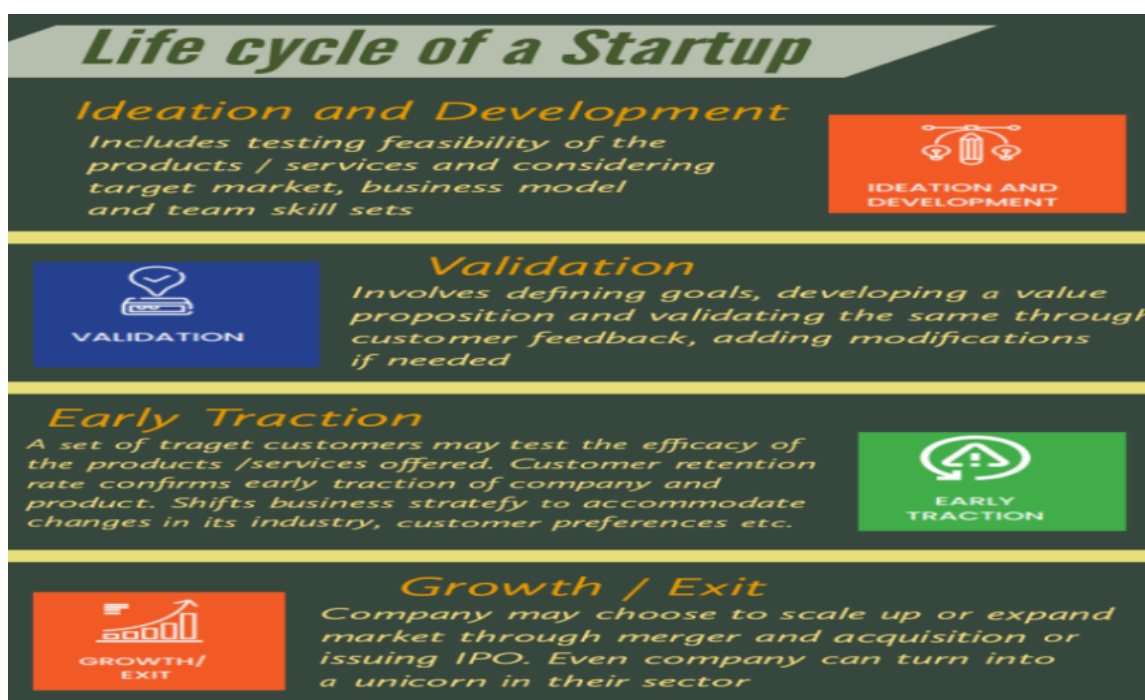 Life cycle of a Startup
Ideation and Development
Includes testing feasibility of the
products / services and considering
target market, business model
and team skill sets
IDEATION AND
DEVELOPMENT
Validation
Involves defining goals, developing a value
proposition and validating the same through
customer feedback, adding modifications
if needed
VALIDATION
Early Traction
A set of traget customers may test the efficacy of
the products /services offered. Customer retention
rate confirms early traction of company and
product. Shifts business stratefy to accommodate
changes in its industry, customer preferences etc.
EARLY
TRACTION
Growth / Exit
Company may choose to scale up or expand
market through merger and acquisition or
issuing IPO. Even company can turn into
a unicorn in their sector
GROWTH/
EXIT